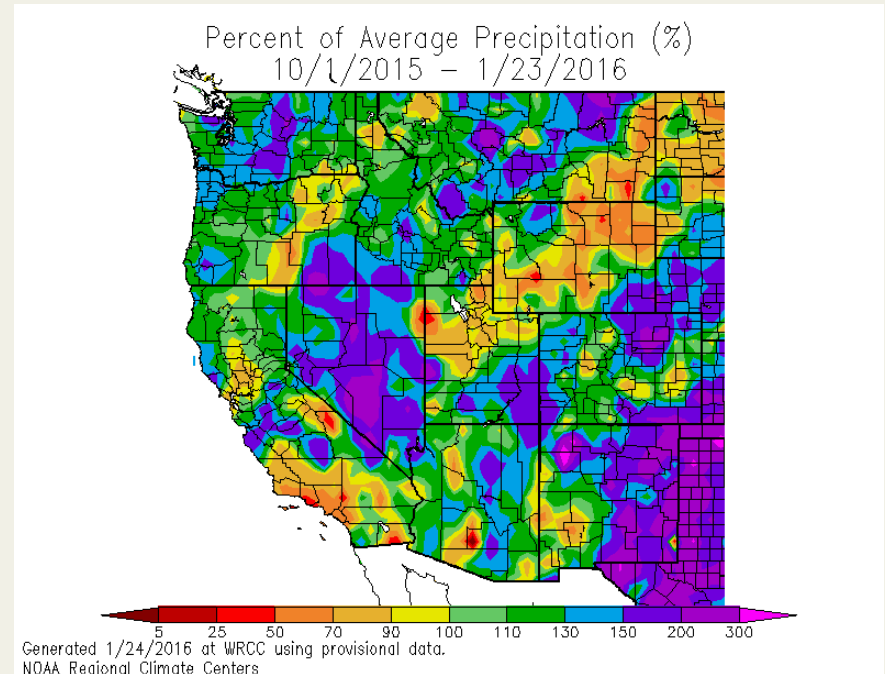 Percent of Average Precipitation (%)
10/1/2015 – 1/23/2016
5 25 50 70 90 100 110 130 150 200 300
Generated 1/24/2016 at WRCC using provisional data.
NOAA Regional Climate Centers